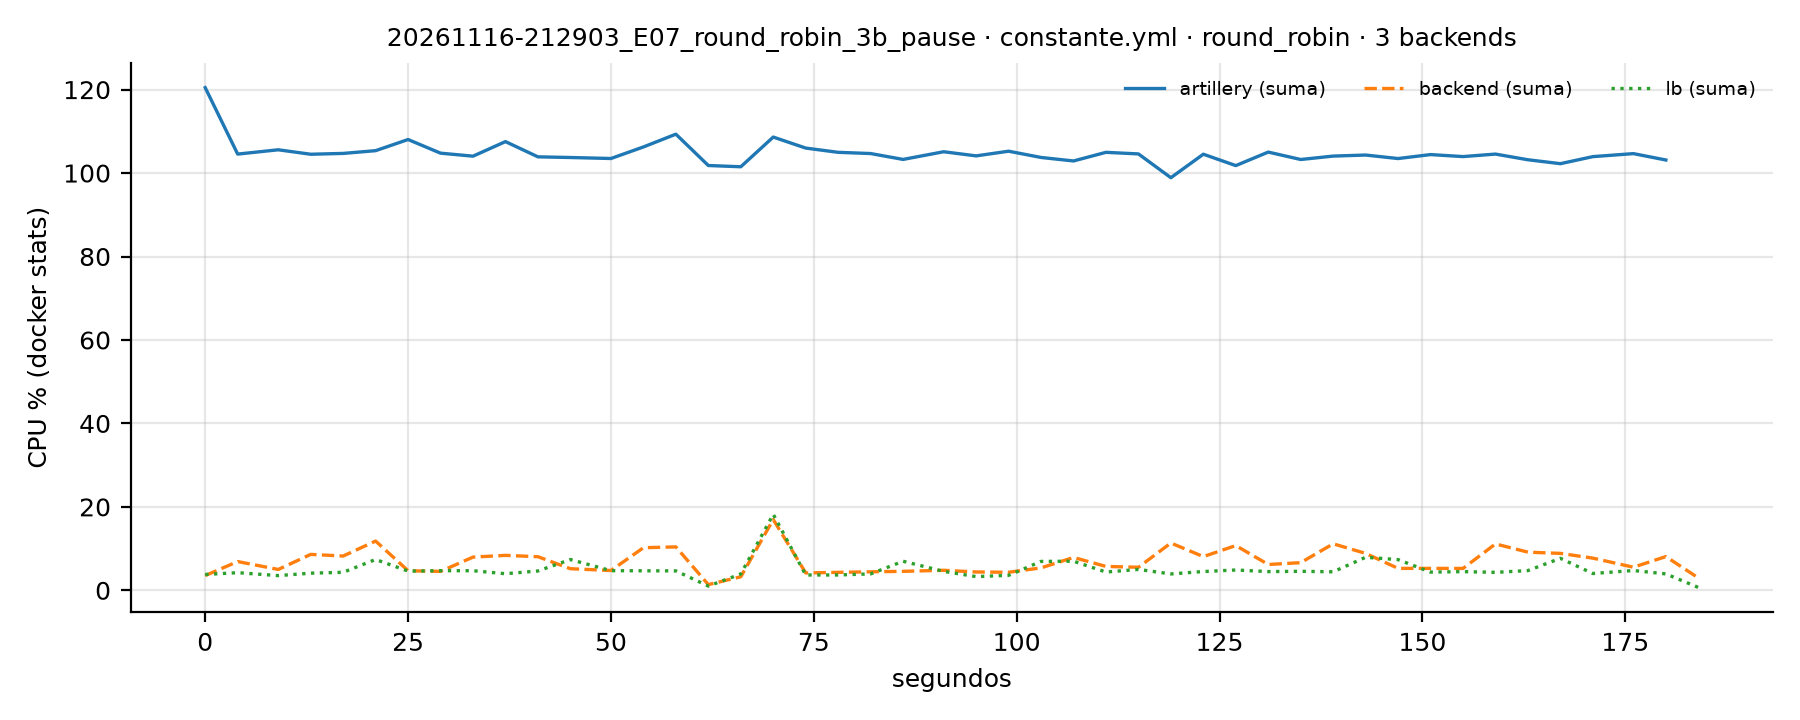 20261116-212903_E07_round_robin_3b_pause · constante.yml · round_robin · 3 backends
artillery (suma) backend (suma) lb (suma)
CPU % (docker stats)
120
100
80
60
40
20
0
0 25 50 75 100 125 150 175
segundos